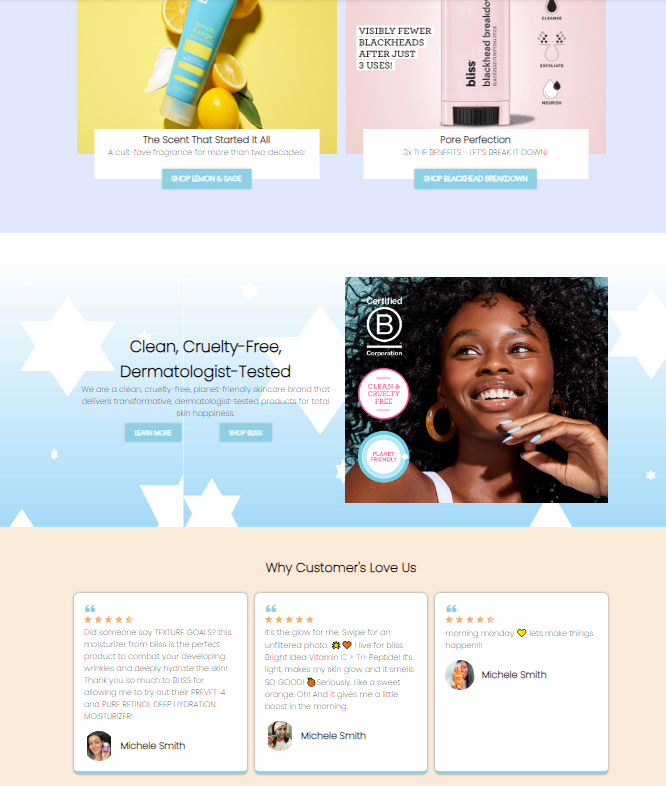 VISIBLY FEWER
BLACKHEADS
AFTER JUST
3 USES!
bliss
blackhead breakdow
CLEANSE
EXFOLIATE
NOURISH
The Scent That Started It All
A cult-fave fragrance for more than two decades!
SHOP LEMON & SAGE
Pore Perfection
3x THE BENEFITS - LET'S BREAK IT DOWN!
SHOP BLACKHEAD BREAKDOWN
Clean, Cruelty-Free,
Dermatologist-Tested
We are a clean, cruelty-free, planet-friendly skincare brand that
delivers transformative, dermatologist-tested products for total
skin happiness.
LEARN MORE
SHOP BLISS
Certified
B
Corporation
CLEAN &
CRUELTY
FREE
PLANET
FRIENDLY
Why Customer's Love Us
Did someone say TEXTURE GOALS? this
moisturizer from bliss is the perfect
product to combat your developing
wrinkles and deeply hydrate the skin!
Thank you so much to BLISS for
allowing me to try out their PREVET-4
and PURE RETINOL DEEP HYDRATION
MOISTURIZER!.
Michele Smith
It's the glow for me. Swipe for an
unfiltered photo. I live for bliss
Bright Idea Vitamin C + Tri-Peptide! It's
light, makes my skin glow and it smells
SO GOOD! 🍊Seriously. Like a sweet
orange. Oh! And it gives me a little
boost in the morning.
Michele Smith
morning monday 💛 lets make things
happen!!!
Michele Smith